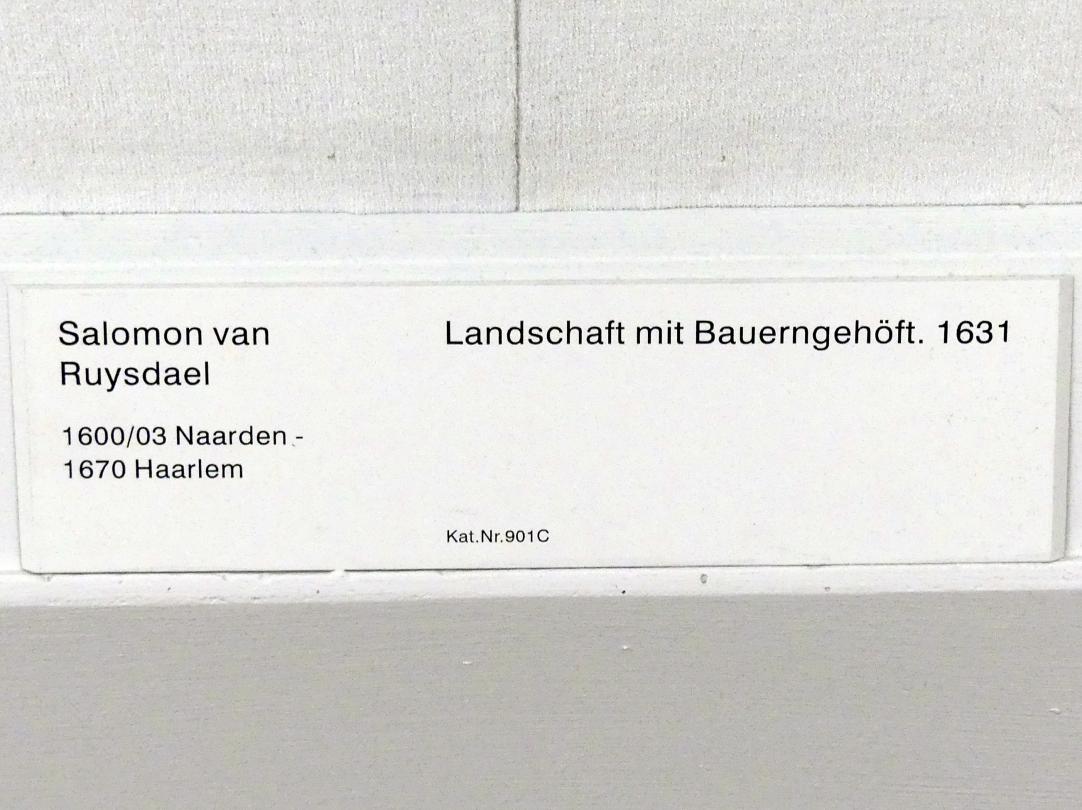 Salomon van
Ruysdael
1600/03 Naarden -
1670 Haarlem
Landschaft mit Bauerngehöft. 1631
Kat.Nr.901C